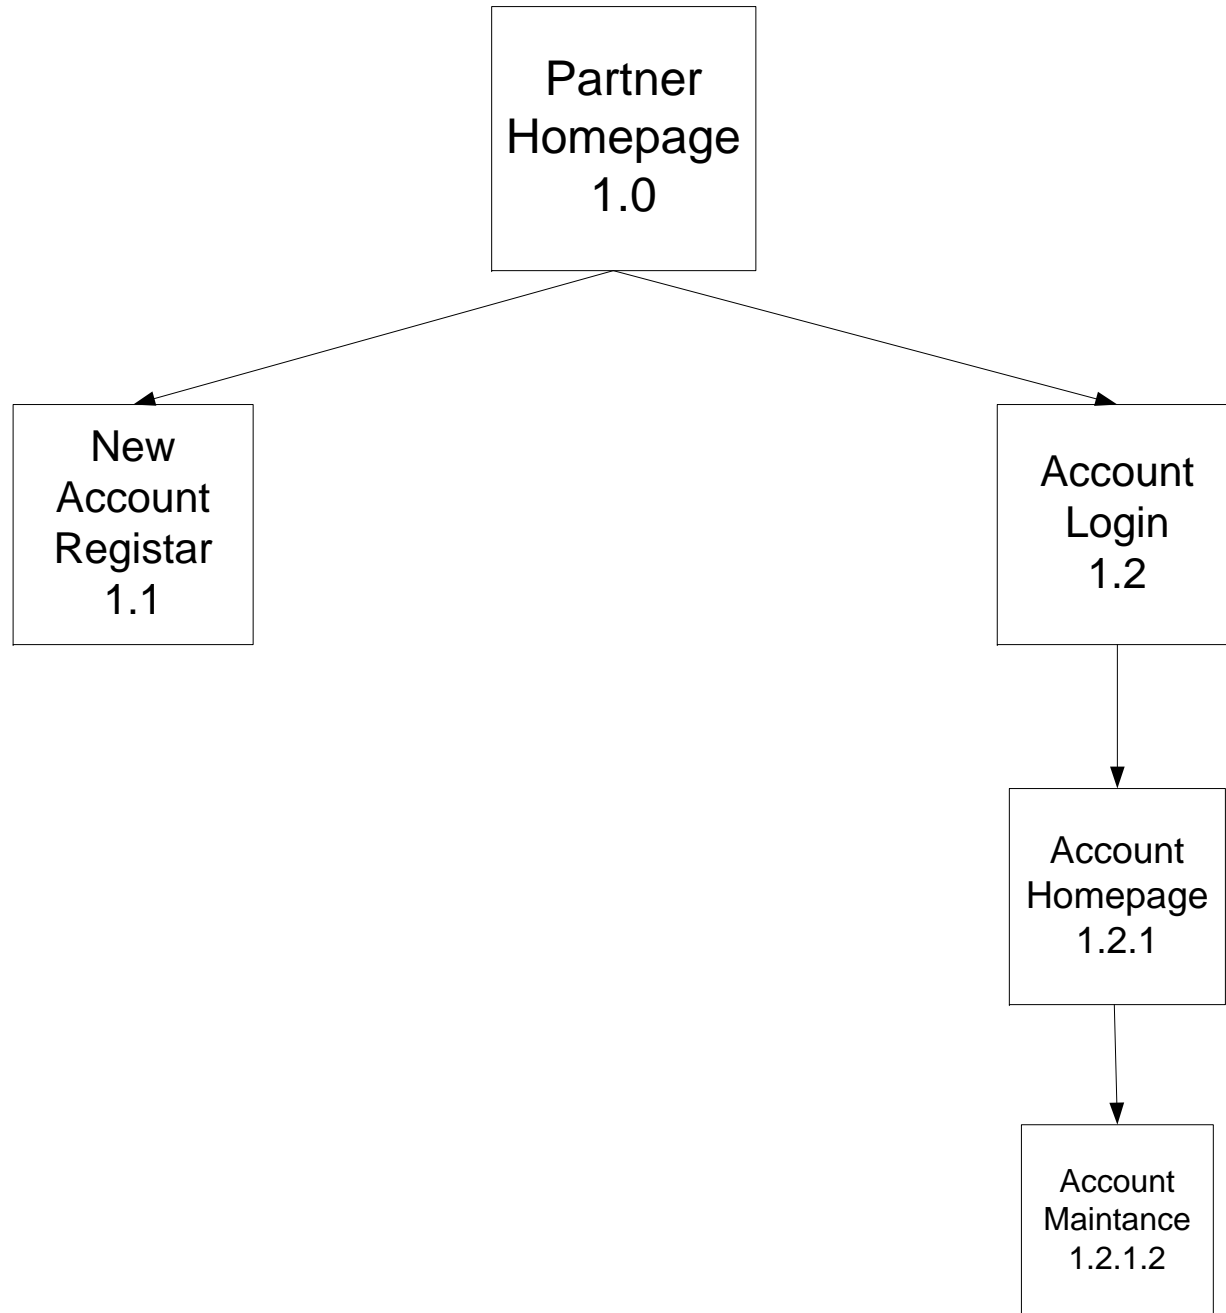 Partner
Homepage
1.0
New
Account
Registar
1.1
Account
Login
1.2
Account
Homepage
1.2.1
Account
Maintance
1.2.1.2